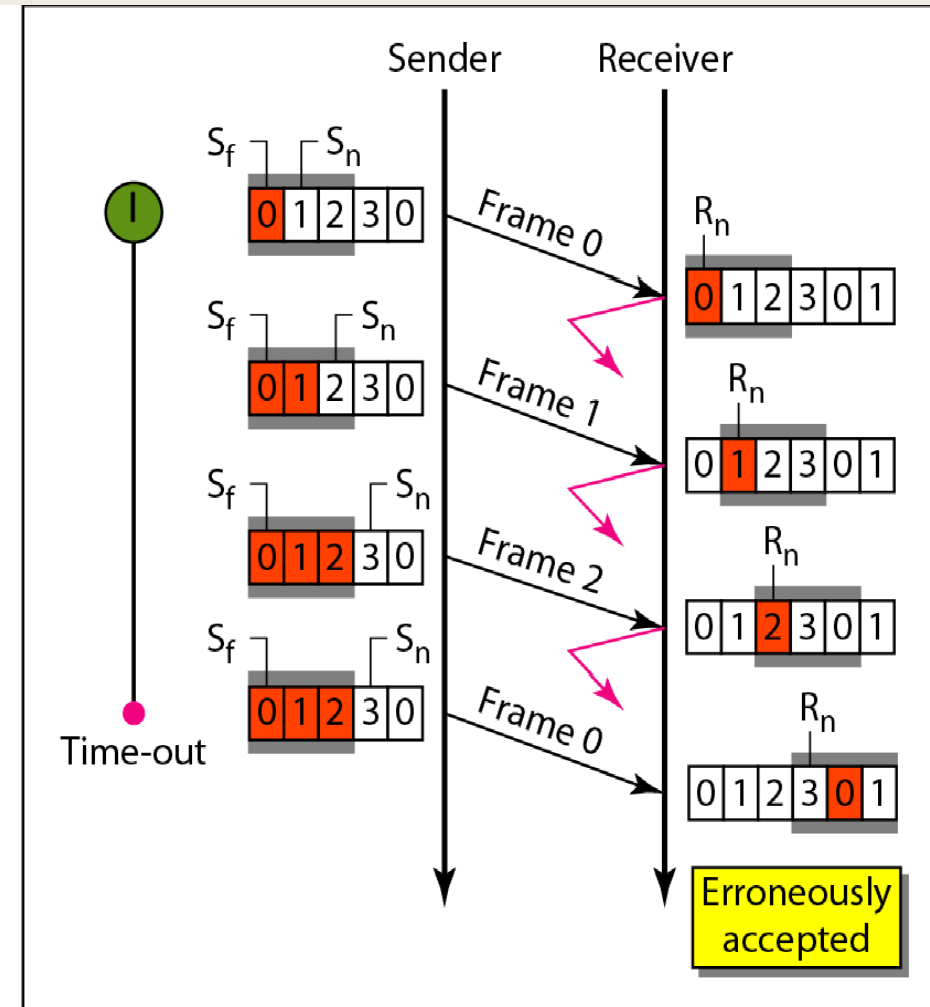 Sender Receiver
Sf Sn
0 1 2 3 0
Frame 0
Rn
0 1 2 3 0 1
Sf Sn
0 1 2 3 0
Frame 1
Rn
0 1 2 3 0 1
Sf Sn
0 1 2 3 0
Frame 2
Rn
0 1 2 3 0 1
Sf Sn
0 1 2 3 0
Frame 0
Time-out
Rn
0 1 2 3 0 1
Erroneously
accepted